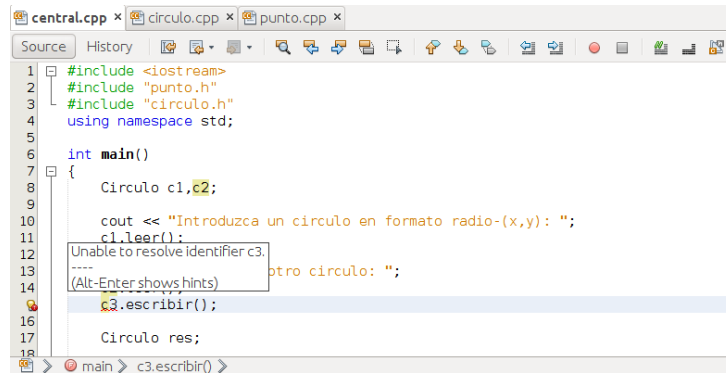 central.cpp × circulo.cpp × punto.cpp ×
Source History
1 #include <iostream>
2 #include "punto.h"
3 #include "circulo.h"
4 using namespace std;
5
6 int main()
7 {
8 Circulo c1,c2;
9
10 cout << "Introduzca un circulo en formato radio-(x,y): ";
11 c1.leer();
12 Unable to resolve identifier c3.
13 ---- otro circulo: ";
14 (Alt-Enter shows hints)
c3.escribir();
16
17 Circulo res;
18
main c3.escribir()